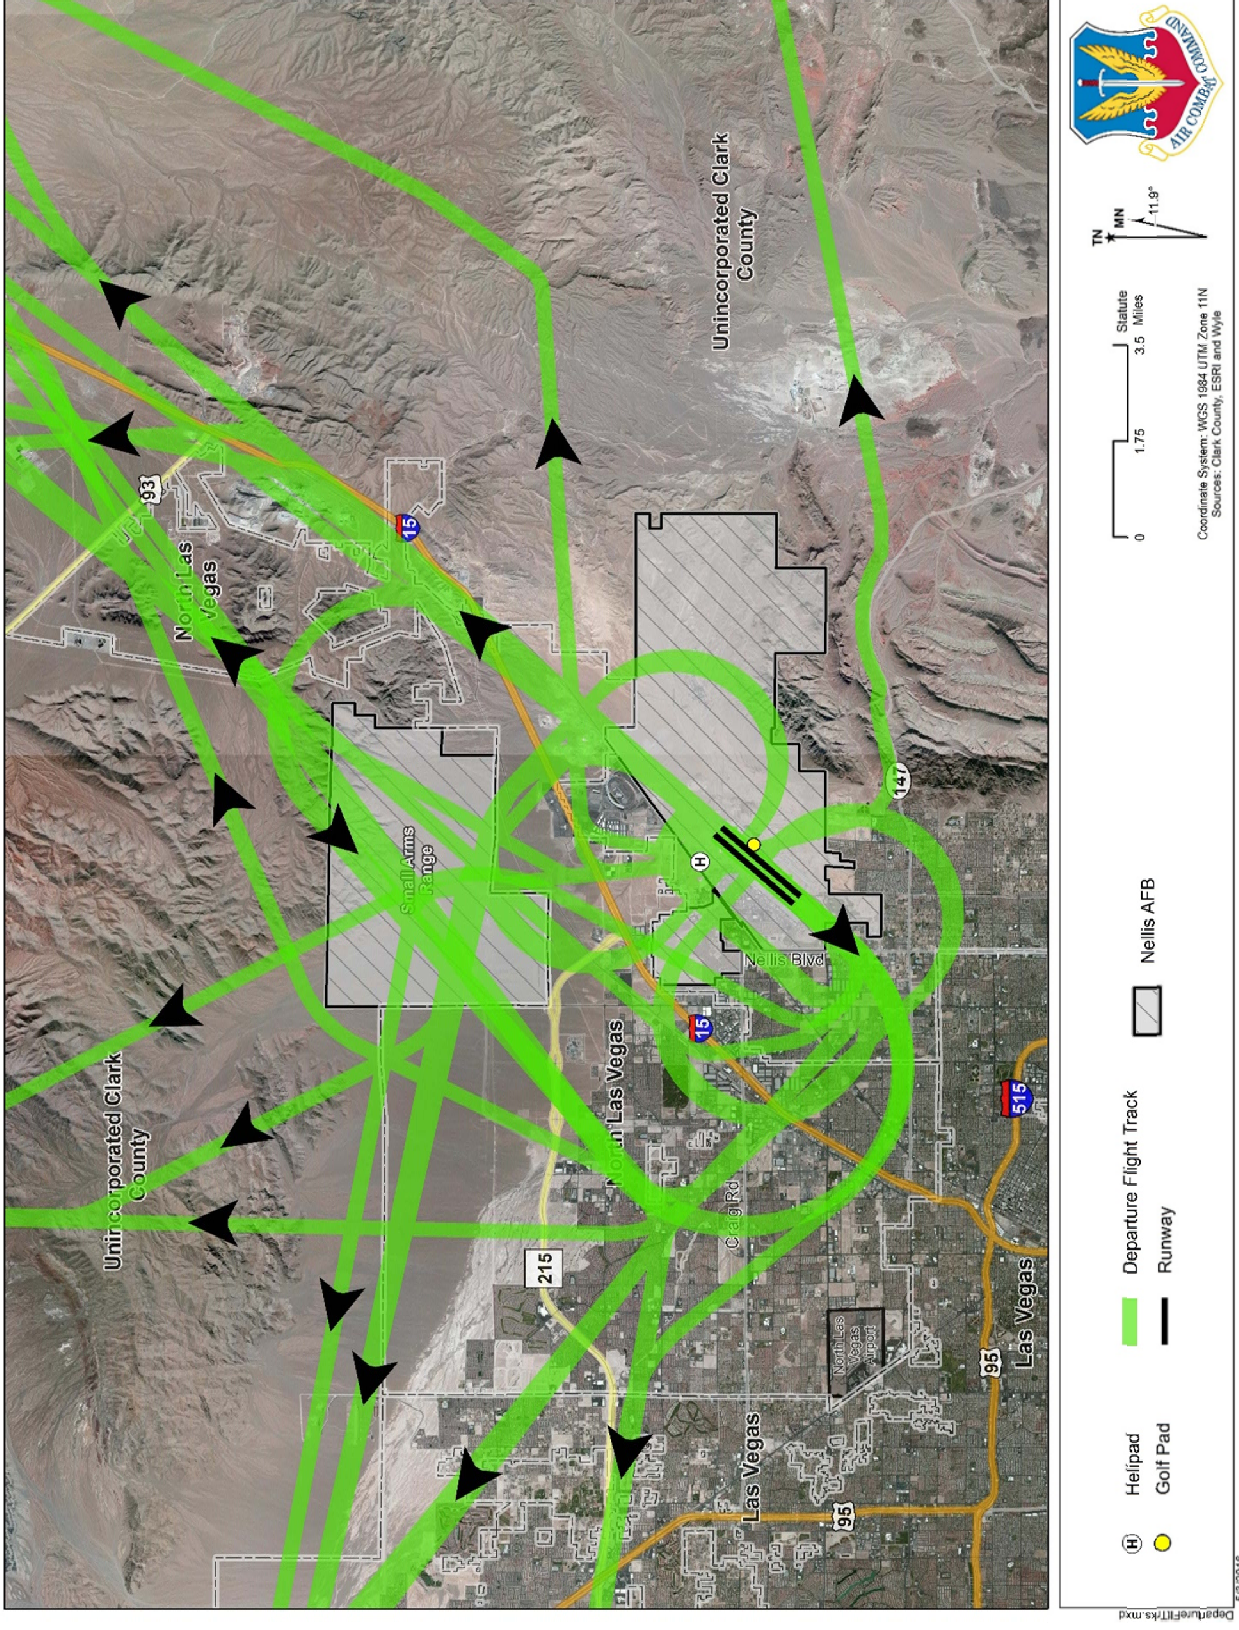 Unincorporated Clark
County
North Las
Vegas
93
15
Unincorporated Clark
County
Small Arms
Range
147
H
Nellis Blvd
15
North Las Vegas
Unincorporated Clark
County
215
Craig Rd
515
North Las
Vegas
Airport
95
Las Vegas
Las Vegas
95
H
Helipad
Golf Pad
Departure Flight Track
Runway
Nellis AFB
0 1.75 3.5
Statute
Miles
Coordinate System: WGS 1984 UTM Zone 11N
Sources: Clark County, ESRI and Wyle
TN
MN
11.9°
AIR COMBAT COMMAND